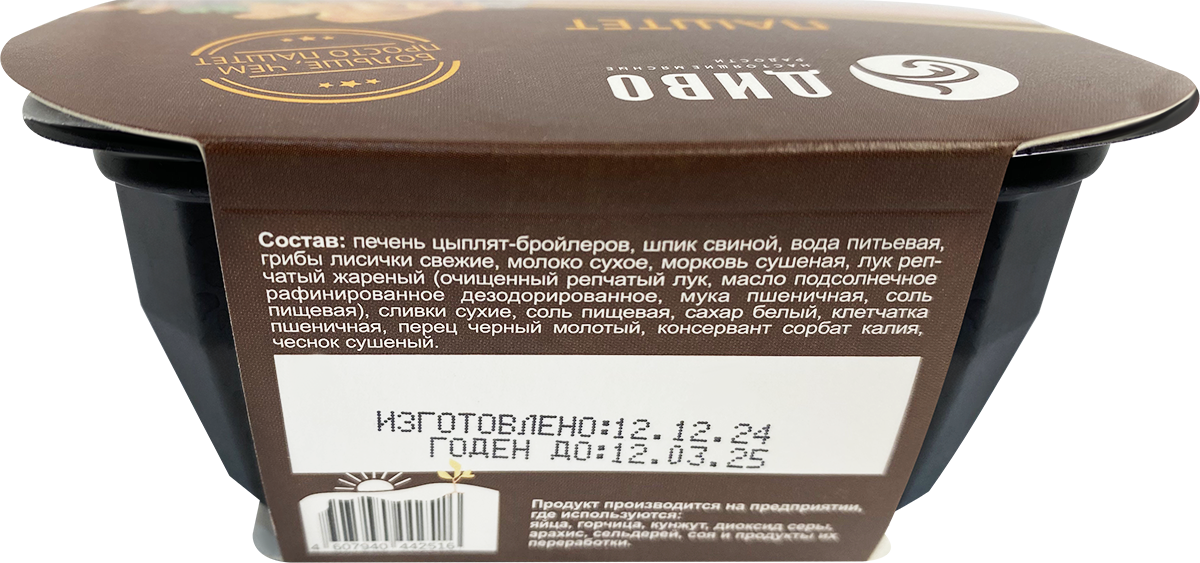 ПАШТЕТ
БОЛЬШЕ, ЧЕМ
ПРОСТО ПАШТЕТ
ДИВО
НАСТОЯЩИЕ МЯСНЫЕ
РАДОСТИ
Состав: печень цыплят-бройлеров, шпик свиной, вода питьевая,
грибы лисички свежие, молоко сухое, морковь сушеная, лук реп-
чатый жареный (очищенный репчатый лук, масло подсолнечное
рафинированное дезодорированное, мука пшеничная, соль
пищевая), сливки сухие, соль пищевая, сахар белый, клетчатка
пшеничная, перец черный молотый, консервант сорбат калия,
чеснок сушеный.
ИЗГОТОВЛЕНО:12.12.24
ГОДЕН ДО:12.03.25
4 607940 442516
Продукт производится на предприятии,
где используются:
яйца, горчица, кунжут, диоксид серы,
арахис, сельдерей, соя и продукты их
переработки.